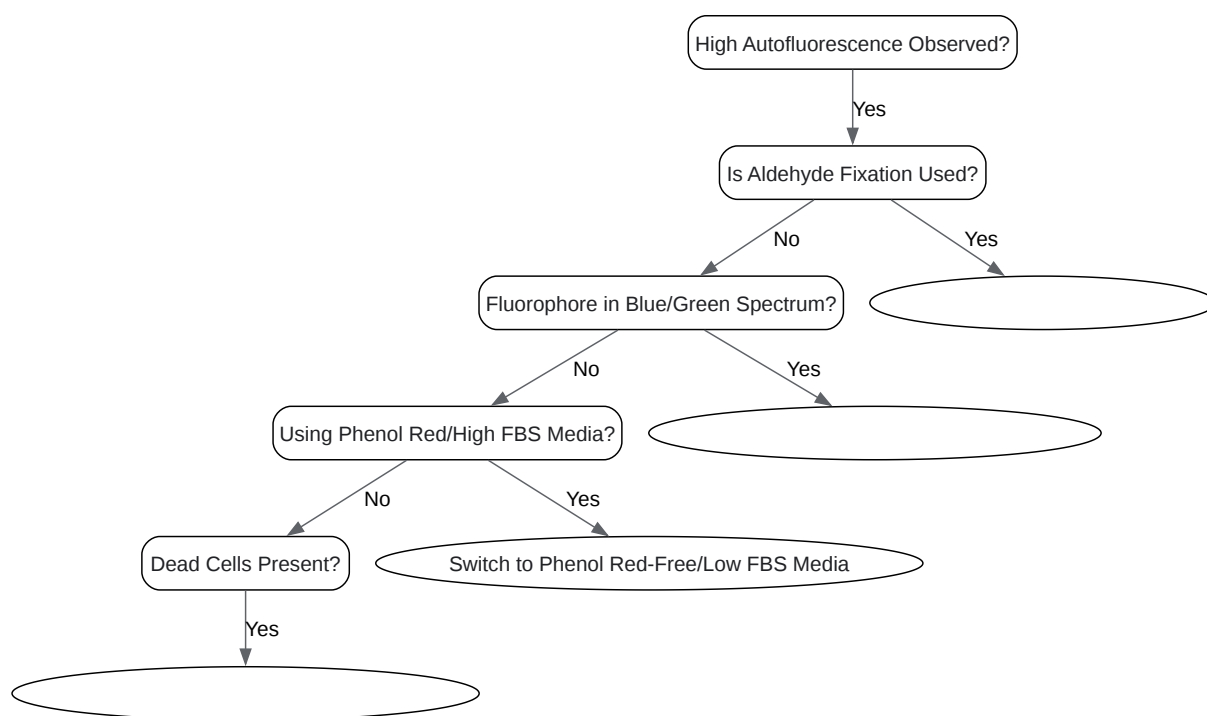 High Autofluorescence Observed?
Yes
Is Aldehyde Fixation Used?
No
Yes
Fluorophore in Blue/Green Spectrum?
No
Yes
Using Phenol Red/High FBS Media?
No
Yes
Dead Cells Present?
Switch to Phenol Red-Free/Low FBS Media
Yes